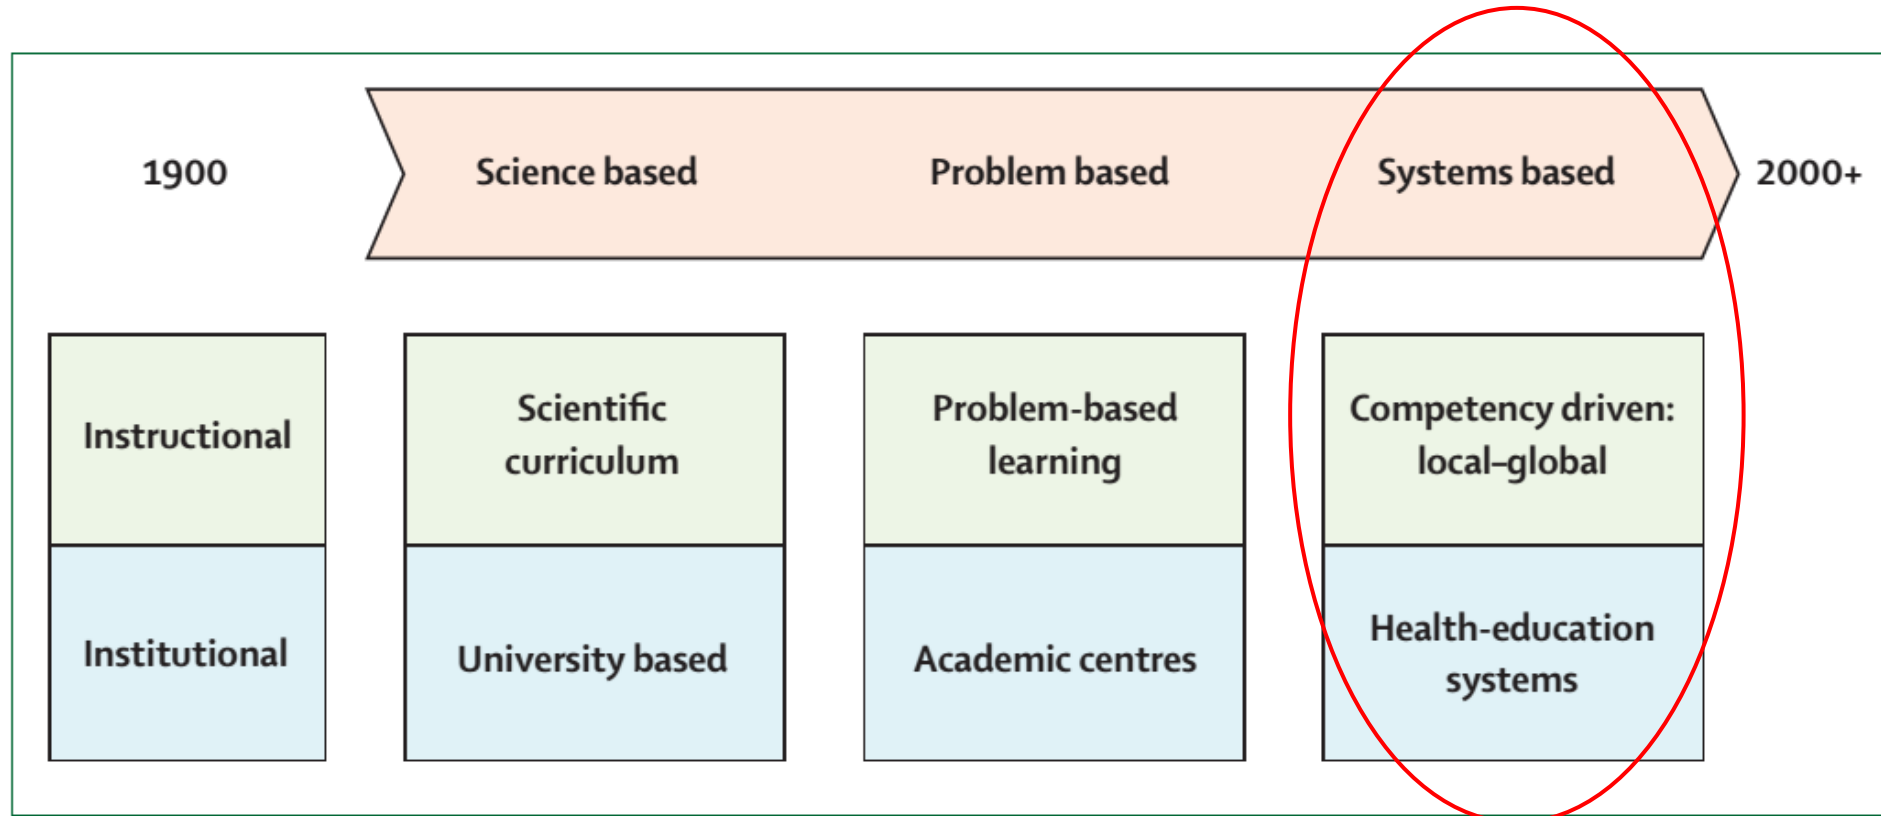 1900
Science based
Problem based
Systems based
2000+
Instructional
Scientific
curriculum
Problem-based
learning
Competency driven:
local–global
Institutional
University based
Academic centres
Health-education
systems